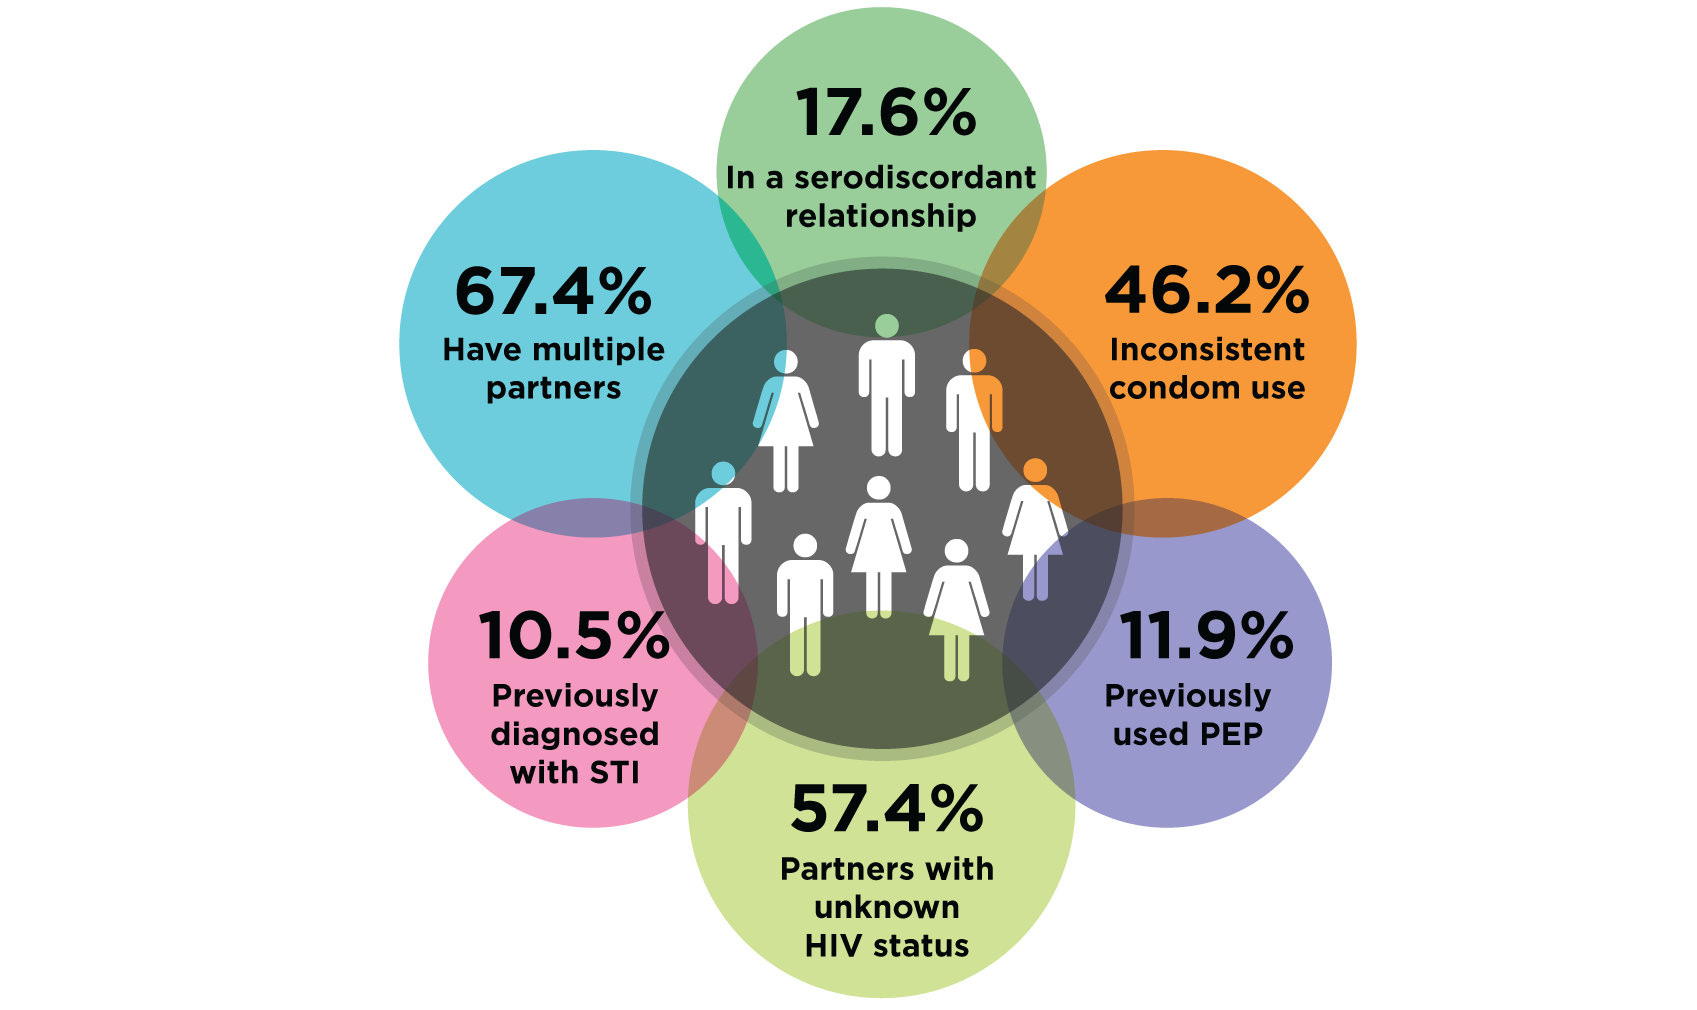 17.6%
In a serodiscordant
relationship
67.4%
Have multiple
partners
46.2%
Inconsistent
condom use
10.5%
Previously
diagnosed
with STI
11.9%
Previously
used PEP
57.4%
Partners with
unknown
HIV status